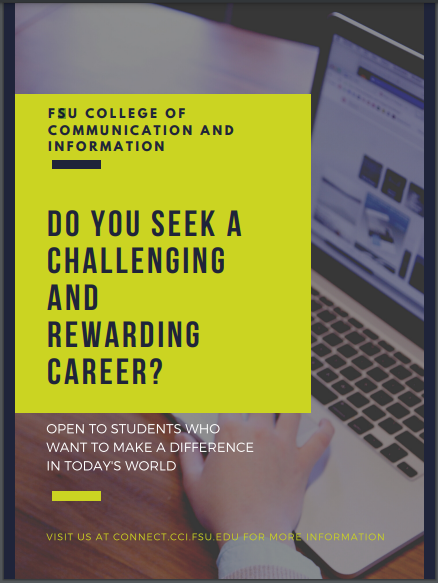 FSU COLLEGE OF
COMMUNICATION AND
INFORMATION
DO YOU SEEK A
CHALLENGING
AND
REWARDING
CAREER?
OPEN TO STUDENTS WHO
WANT TO MAKE A DIFFERENCE
IN TODAY'S WORLD
VISIT US AT CONNECT.CCI.FSU.EDU FOR MORE INFORMATION